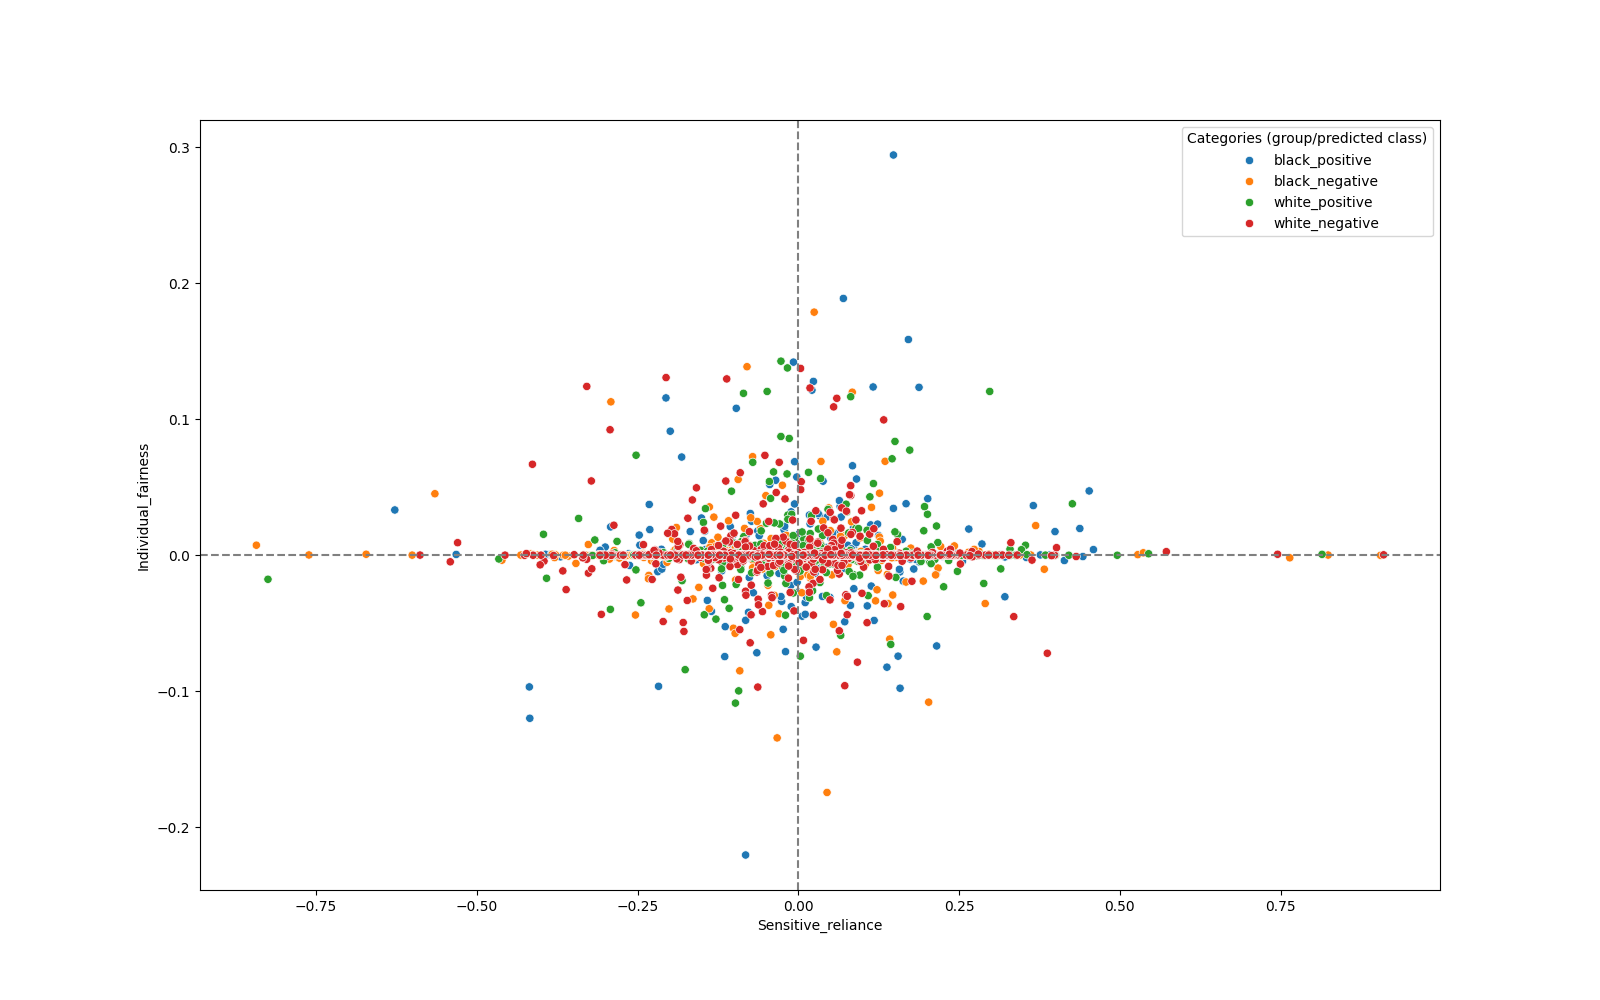 Categories (group/predicted class)
black_positive
black_negative
white_positive
white_negative
0.3
0.2
0.1
0.0
−0.1
−0.2
Individual_fairness
−0.75
−0.50
−0.25
0.00
0.25
0.50
0.75
Sensitive_reliance